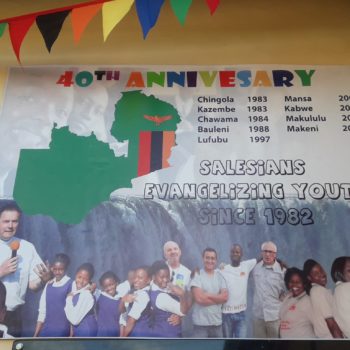 40TH ANNIVESARY
Chingola 1983 Mansa
Kazembe 1983 Kabwe
Chawama 1984 Makululu
Bauleni 1988 Makeni
Lufubu 1997
SALESIANS
EVANGELIZING YOUT
SINCE 1982